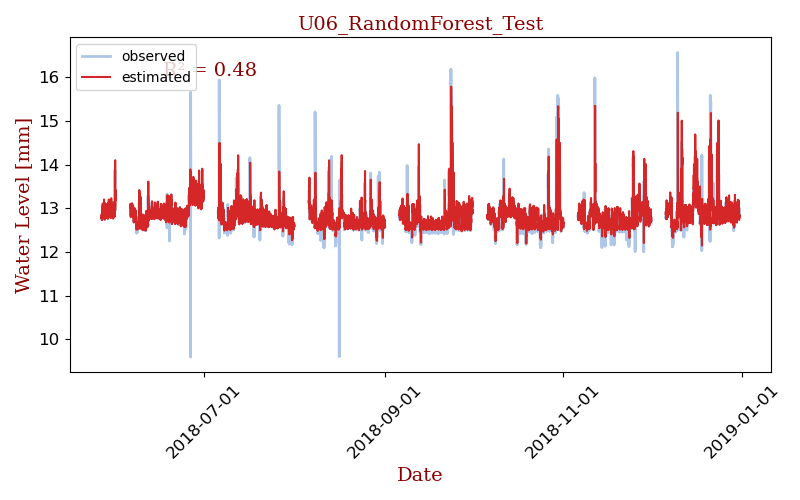 U06_RandomForest_Test
observed
R² = 0.48
estimated
Water Level [mm]
16
15
14
13
12
11
10
2018-07-01
2018-09-01
2018-11-01
2019-01-01
Date